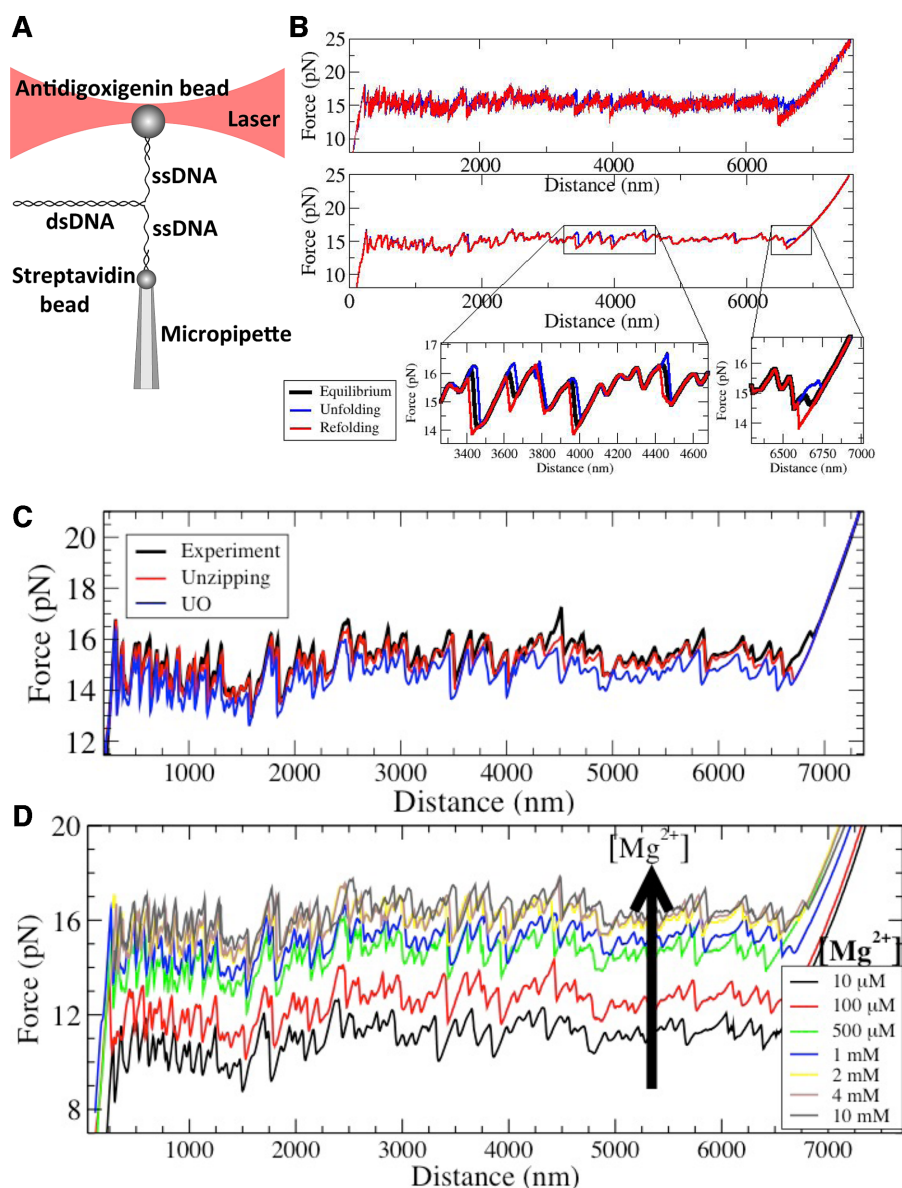 A
Antidigoxigenin bead
Laser
ssDNA
dsDNA
ssDNA
Streptavidin
bead
Micropipette
B
25
20
15
10
Force (pN)
2000
4000
6000
Distance (nm)
25
20
15
10
Force (pN)
0
2000
4000
6000
Distance (nm)
Equilibrium
Unfolding
Refolding
17
16
15
14
Force (pN)
3400
3600
3800
4000
4200
4400
4600
Distance (nm)
16
15
14
Force (pN)
6500
6750
7000
Distance (nm)
C
20
18
16
14
12
Force (pN)
Experiment
Unzipping
UO
1000
2000
3000
4000
5000
6000
7000
Distance (nm)
D
20
16
12
8
Force (pN)
[Mg²⁺]
[Mg²⁺]
10 μM
100 μM
500 μM
1 mM
2 mM
4 mM
10 mM
1000
2000
3000
4000
5000
6000
7000
Distance (nm)